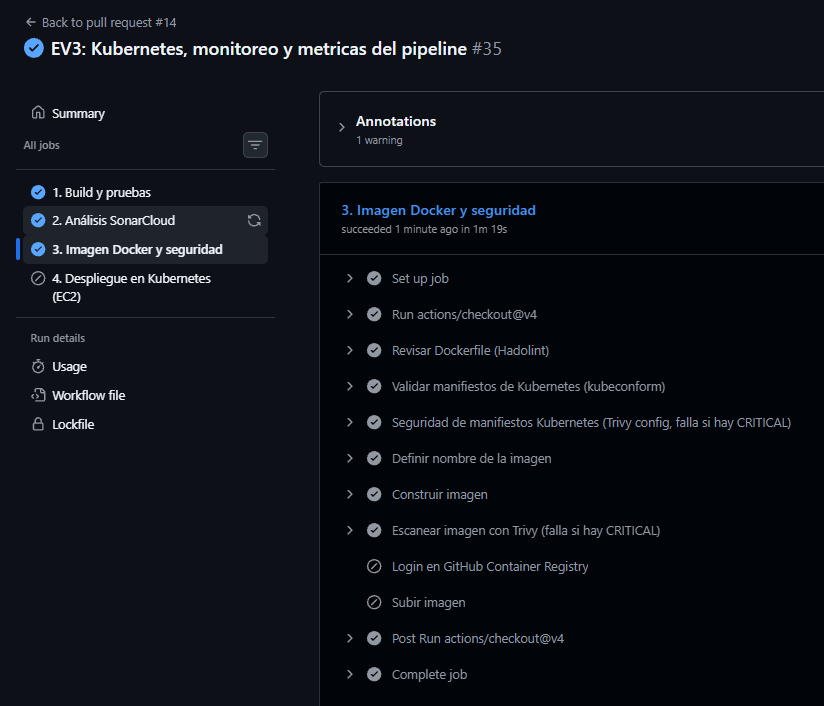 Back to pull request #14
EV3: Kubernetes, monitoreo y metricas del pipeline #35
Summary
All jobs
1. Build y pruebas
2. Análisis SonarCloud
3. Imagen Docker y seguridad
4. Despliegue en Kubernetes
(EC2)
Run details
Usage
Workflow file
Lockfile
Annotations
1 warning
3. Imagen Docker y seguridad
succeeded 1 minute ago in 1m 19s
Set up job
Run actions/checkout@v4
Revisar Dockerfile (Hadolint)
Validar manifiestos de Kubernetes (kubeconform)
Seguridad de manifiestos Kubernetes (Trivy config, falla si hay CRITICAL)
Definir nombre de la imagen
Construir imagen
Escanear imagen con Trivy (falla si hay CRITICAL)
Login en GitHub Container Registry
Subir imagen
Post Run actions/checkout@v4
Complete job